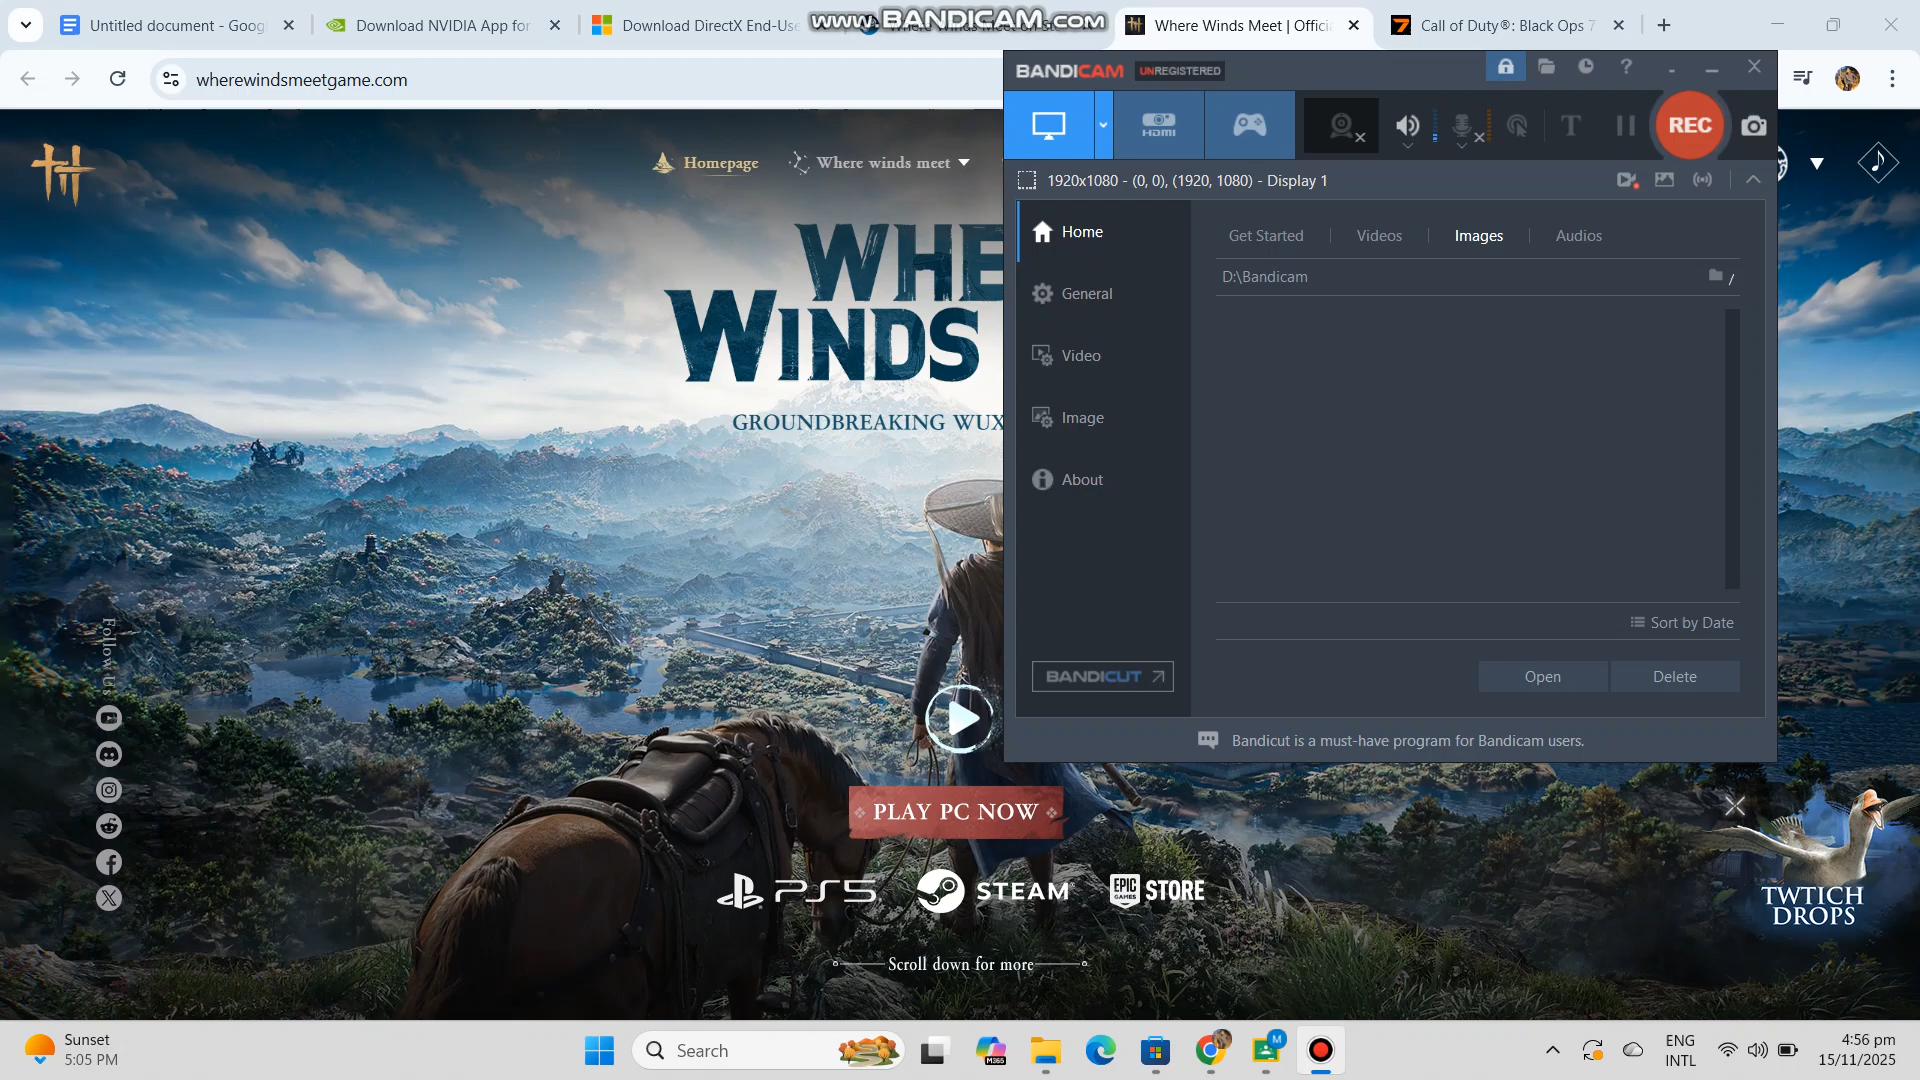 Untitled document - Goog
Download NVIDIA App for
Download DirectX End-Use
www.BANDICAM.com
Where Winds Meet | Offici
Call of Duty®: Black Ops 7
wherewindsmeetgame.com
Homepage
Where winds meet
WHE
WINDS
GROUNDBREAKING WUX
Follow Us
PLAY PC NOW
PS5
STEAM
EPIC GAMES STORE
Scroll down for more
TWTICH
DROPS
BANDICAM UNREGISTERED
HDMI
REC
1920x1080 - (0, 0), (1920, 1080) - Display 1
Home
General
Video
Image
About
BANDICUT
Get Started
Videos
Images
Audios
D:\Bandicam
/
Sort by Date
Open
Delete
Bandicut is a must-have program for Bandicam users.
Sunset
5:05 PM
Search
M365
M
ENG
INTL
4:56 pm
15/11/2025